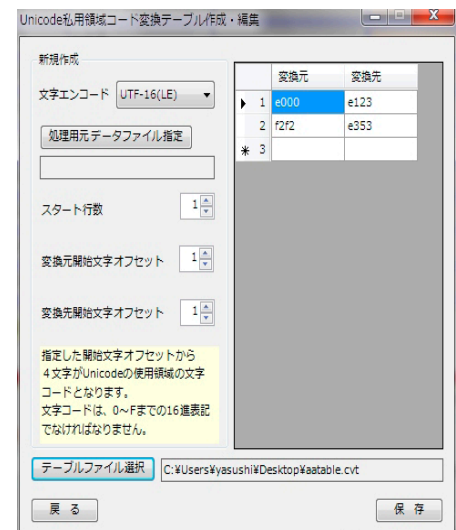 Unicode私用領域コード変換テーブル作成・編集
新規作成
文字エンコード UTF-16(LE)
処理用元データファイル指定
スタート行数 1
変換元開始文字オフセット 1
変換先開始文字オフセット 1
指定した開始文字オフセットから
4文字がUnicodeの使用領域の文字
コードとなります。
文字コードは、0～Fまでの16進表記
でなければなりません。
変換元 変換先
1 e000 e123
2 f2f2 e353
* 3
テーブルファイル選択 C:¥Users¥yasushi¥Desktop¥aatable.cvt
戻 る 保 存